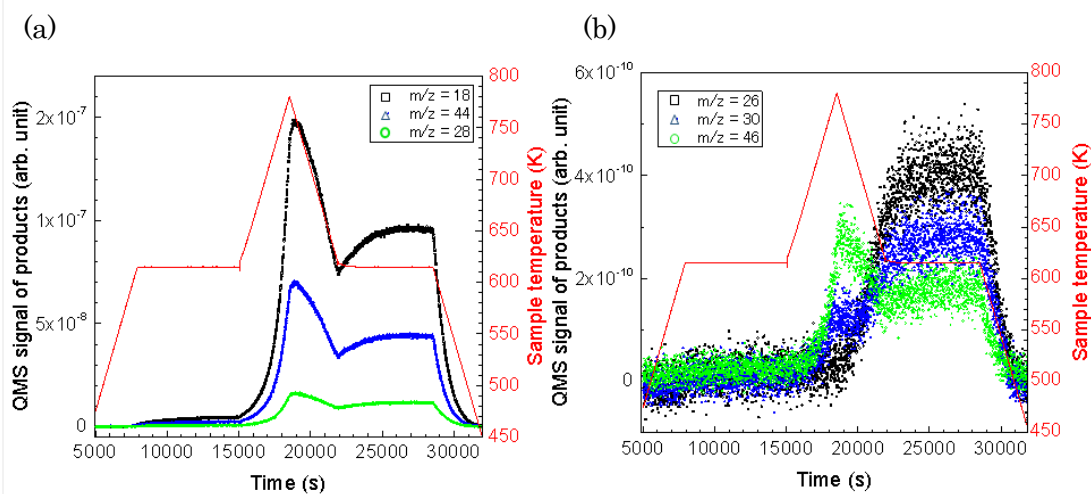 (a)
(b)
QMS signal of products (arb. unit)
2x10⁻⁷
1x10⁻⁷
5x10⁻⁸
0
m/z = 18
m/z = 44
m/z = 28
800
750
700
650
600
550
500
450
Sample temperature (K)
5000 10000 15000 20000 25000 30000
Time (s)
QMS signal of products (arb. unit)
6x10⁻¹⁰
4x10⁻¹⁰
2x10⁻¹⁰
0
m/z = 26
m/z = 30
m/z = 46
800
750
700
650
600
550
500
450
Sample temperature (K)
5000 10000 15000 20000 25000 30000
Time (s)